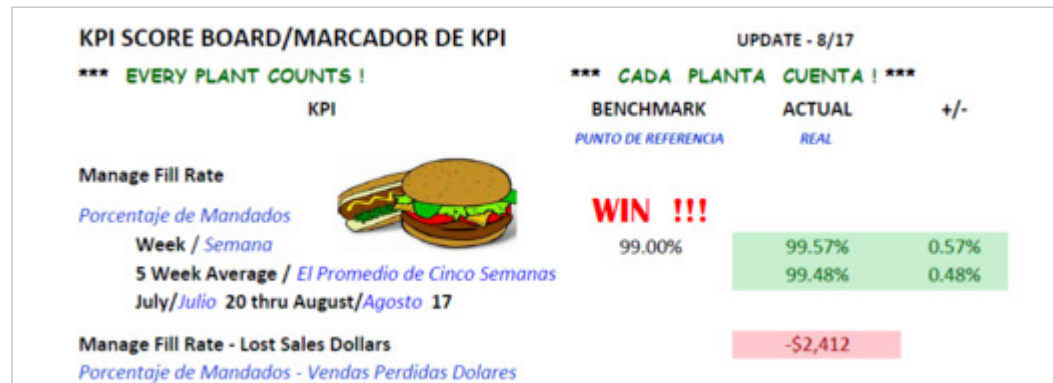 KPI SCORE BOARD/MARCADOR DE KPI UPDATE - 8/17
*** EVERY PLANT COUNTS ! *** CADA PLANTA CUENTA ! ***
KPI BENCHMARK ACTUAL +/-
PUNTO DE REFERENCIA REAL
Manage Fill Rate
Porcentaje de Mandados WIN !!!
Week / Semana 99.00% 99.57% 0.57%
5 Week Average / El Promedio de Cinco Semanas 99.48% 0.48%
July/Julio 20 thru August/Agosto 17
Manage Fill Rate - Lost Sales Dollars -$2,412
Porcentaje de Mandados - Vendas Perdidas Dolares